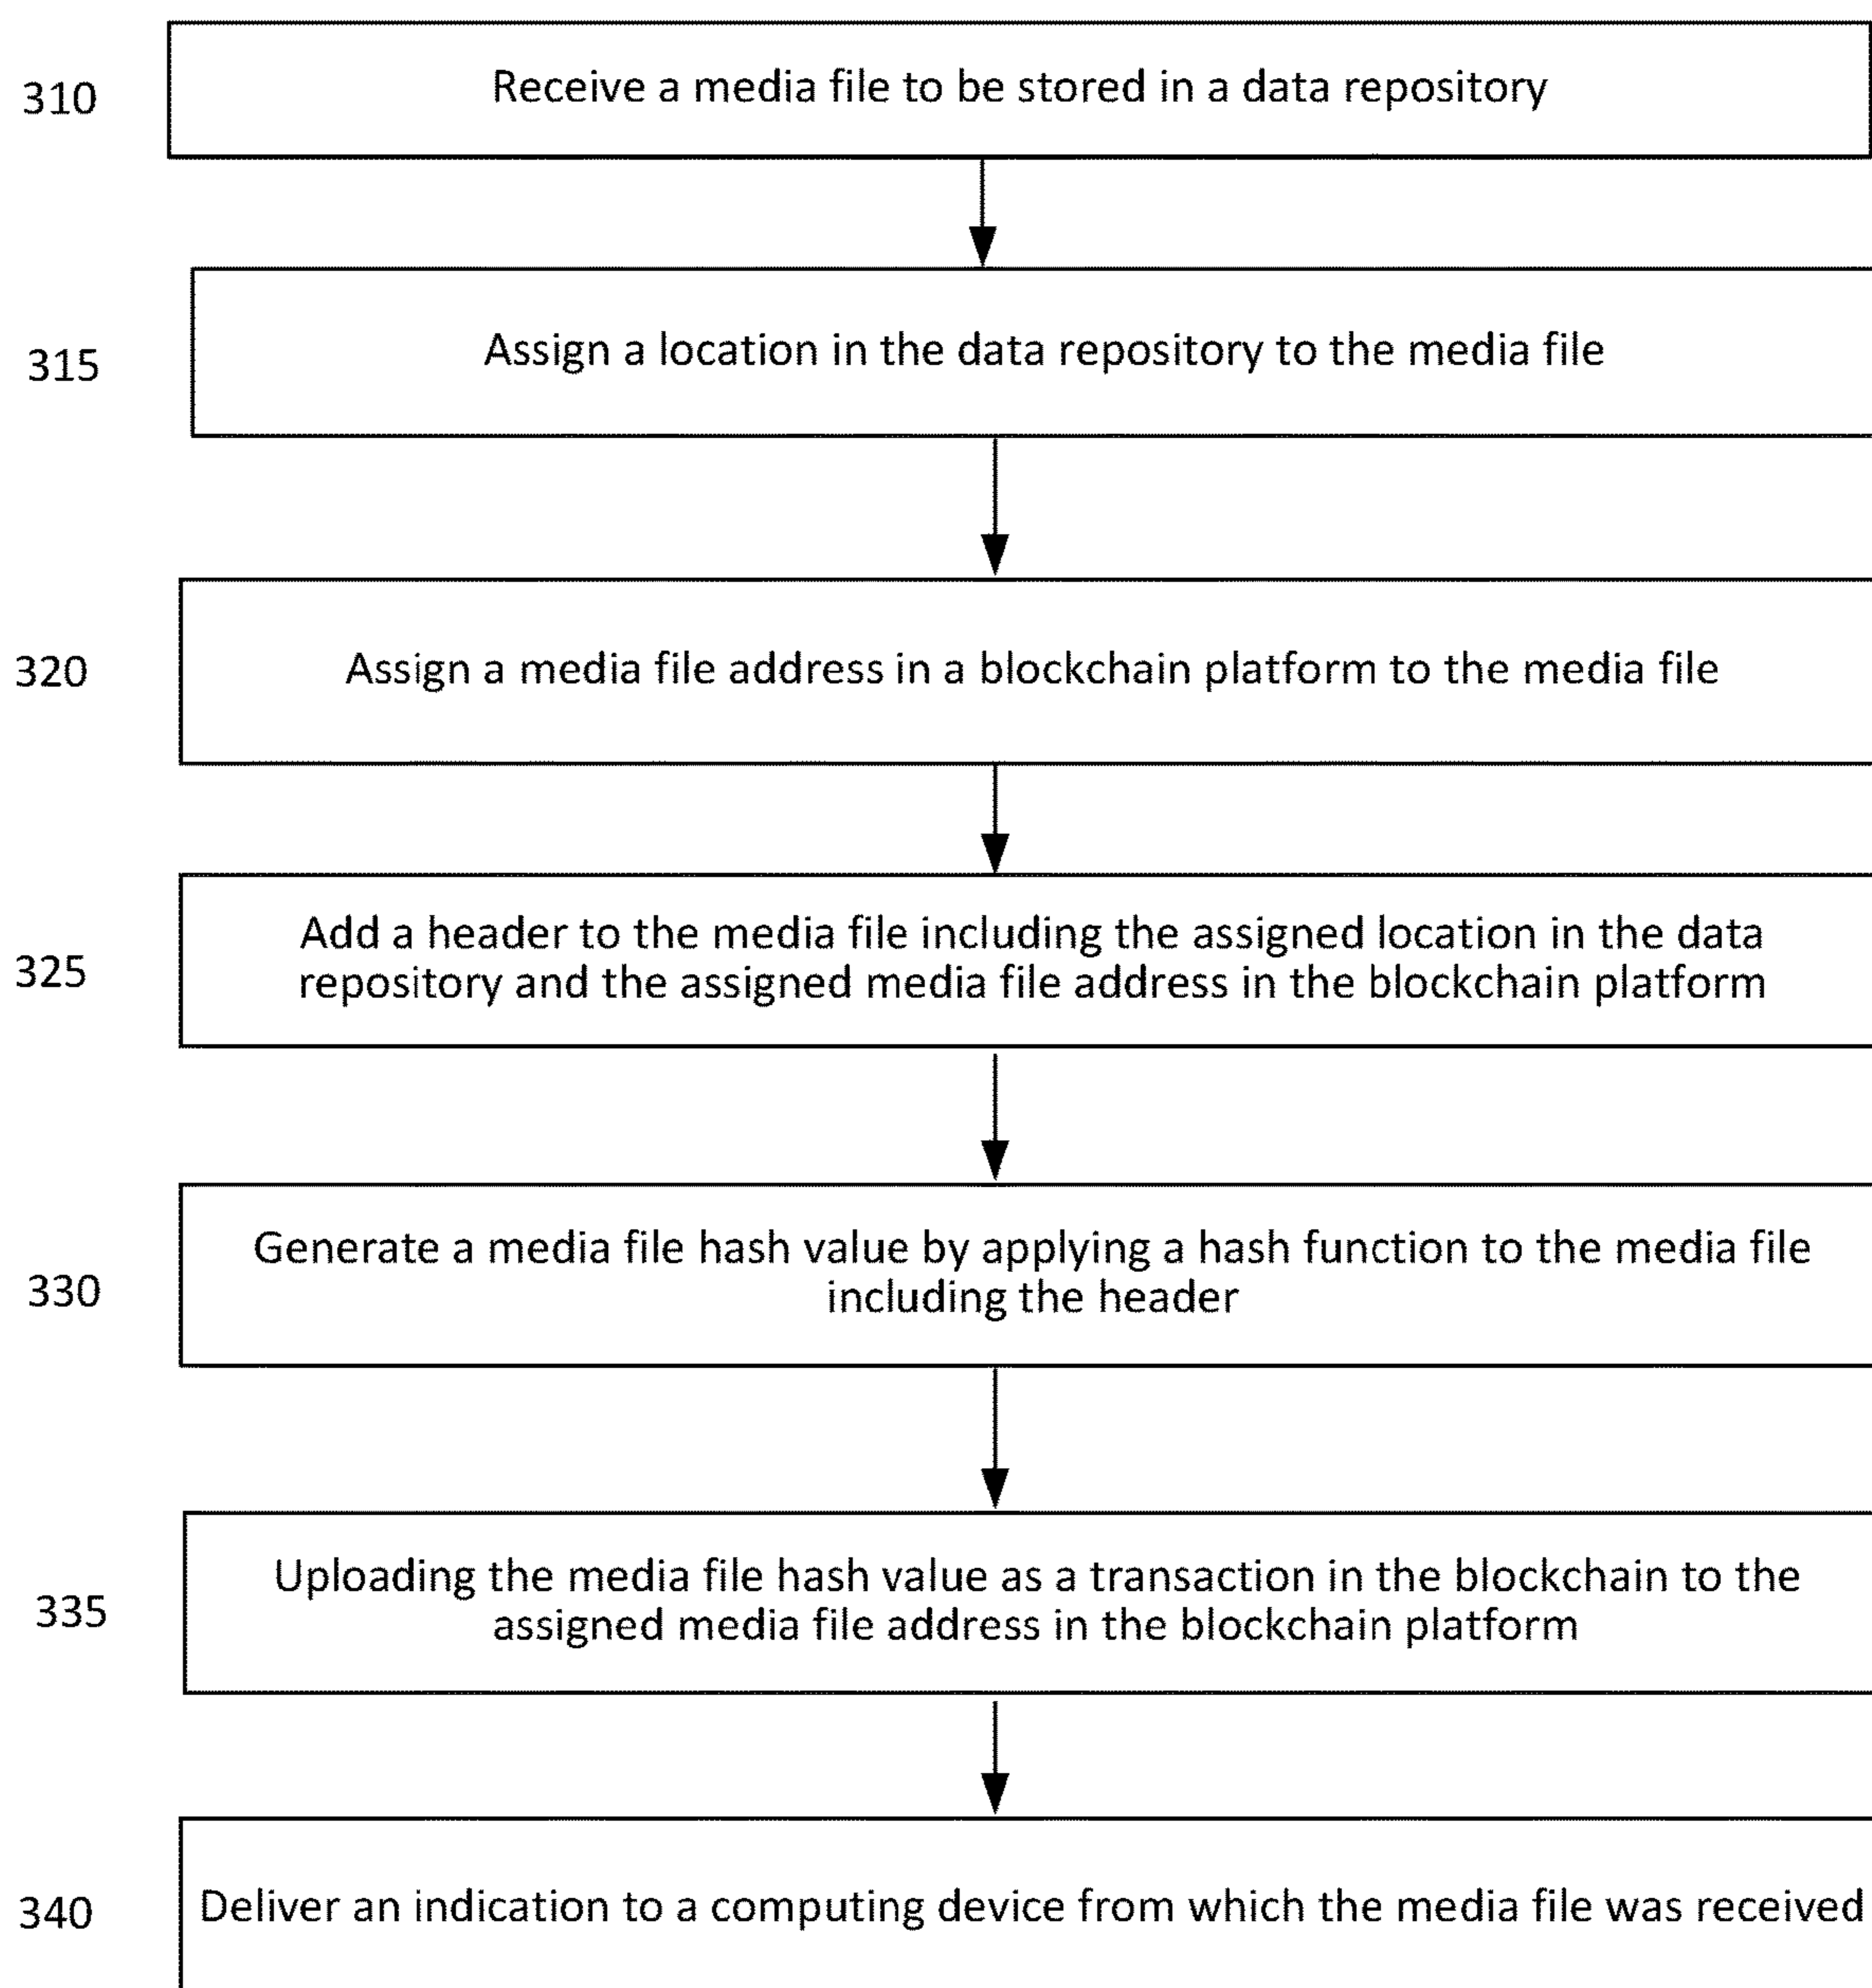 310
Receive a media file to be stored in a data repository
315
Assign a location in the data repository to the media file
320
Assign a media file address in a blockchain platform to the media file
325
Add a header to the media file including the assigned location in the data
repository and the assigned media file address in the blockchain platform
330
Generate a media file hash value by applying a hash function to the media file
including the header
335
Uploading the media file hash value as a transaction in the blockchain to the
assigned media file address in the blockchain platform
340
Deliver an indication to a computing device from which the media file was received